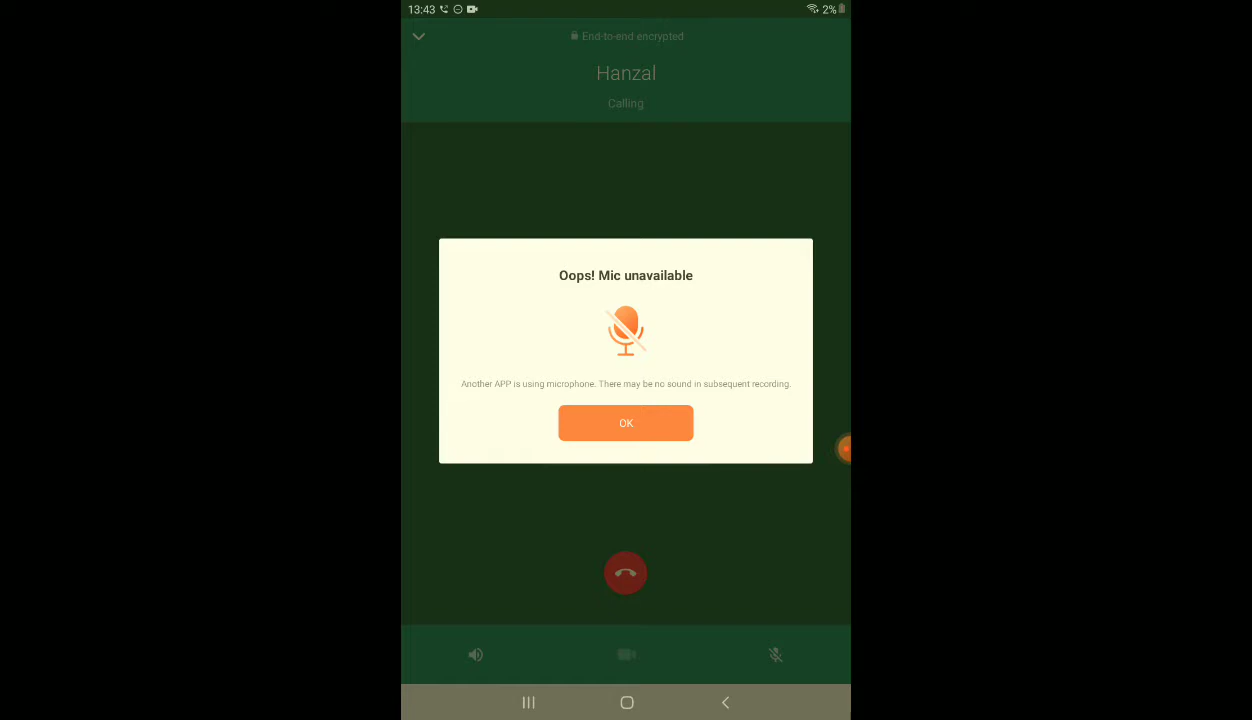 13:43 2%
End-to-end encrypted
Hanzal
Calling
Oops! Mic unavailable
Another APP is using microphone. There may be no sound in subsequent recording.
OK